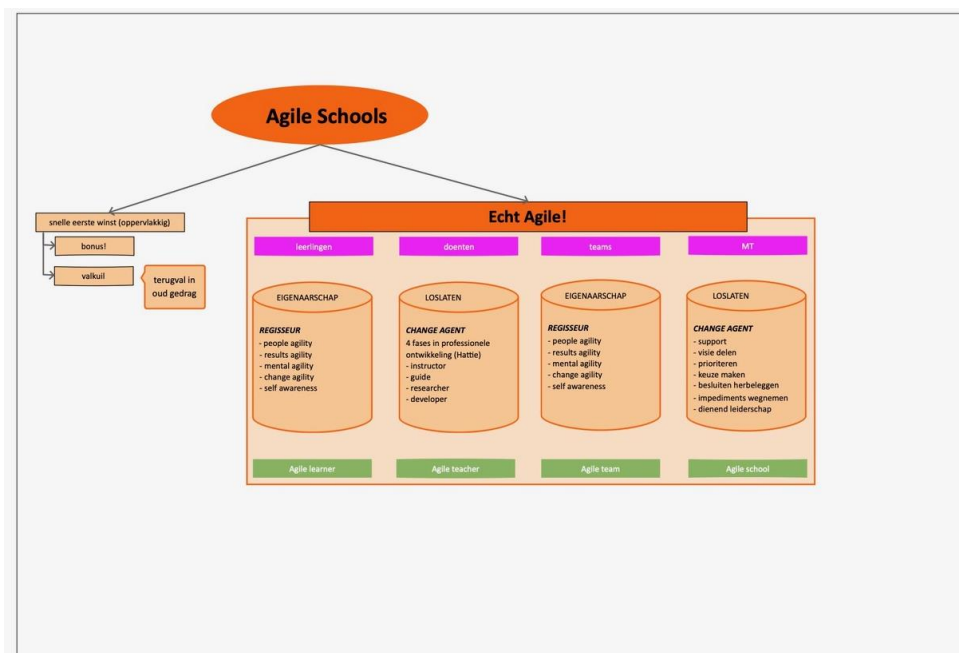 Agile Schools
snelle eerste winst (oppervlakkig)
bonus!
valkuil
terugval in
oud gedrag
Echt Agile!
leerlingen
doenten
teams
MT
EIGENAARSCHAP
REGISSEUR
- people agility
- results agility
- mental agility
- change agility
- self awareness
LOSLATEN
CHANGE AGENT
4 fases in professionele
ontwikkeling (Hattie)
- instructor
- guide
- researcher
- developer
EIGENAARSCHAP
REGISSEUR
- people agility
- results agility
- mental agility
- change agility
- self awareness
LOSLATEN
CHANGE AGENT
- support
- visie delen
- prioriteren
- keuze maken
- besluiten herbeleggen
- impediments wegnemen
- dienend leiderschap
Agile learner
Agile teacher
Agile team
Agile school